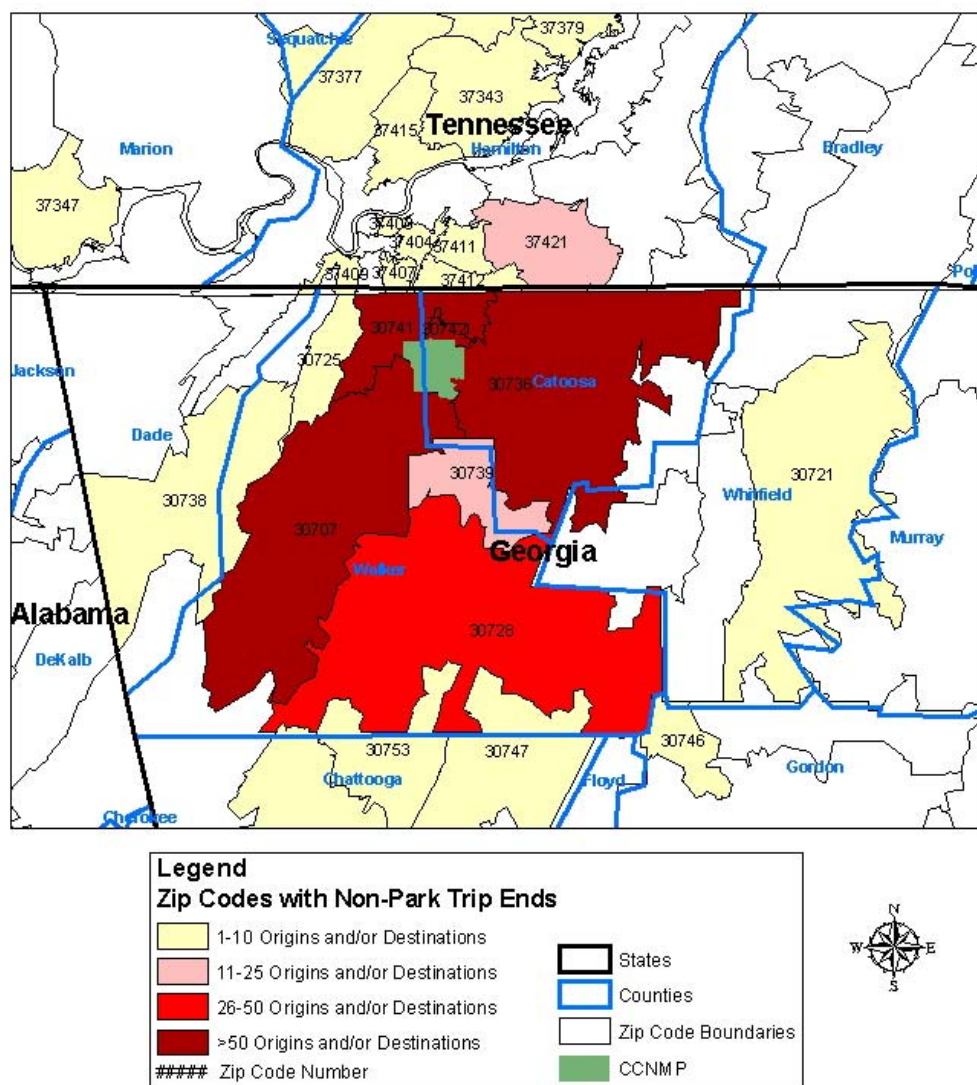 37379
Sequatchie
37377
37343
37415
Tennessee
Marion
Hamilton
Bradley
37347
37421
37404
37411
37409
37407
37412
Pol
30741
30742
30725
Jackson
30736
Catoosa
Dade
30739
30721
Whitfield
30738
30707
Georgia
Murray
Walker
Alabama
30728
DeKalb
30753
30747
30746
Chattooga
Floyd
Gordon
Cherokee
Legend
Zip Codes with Non-Park Trip Ends
1-10 Origins and/or Destinations
11-25 Origins and/or Destinations
26-50 Origins and/or Destinations
>50 Origins and/or Destinations
##### Zip Code Number
States
Counties
Zip Code Boundaries
CCNMP
N
W
E
S